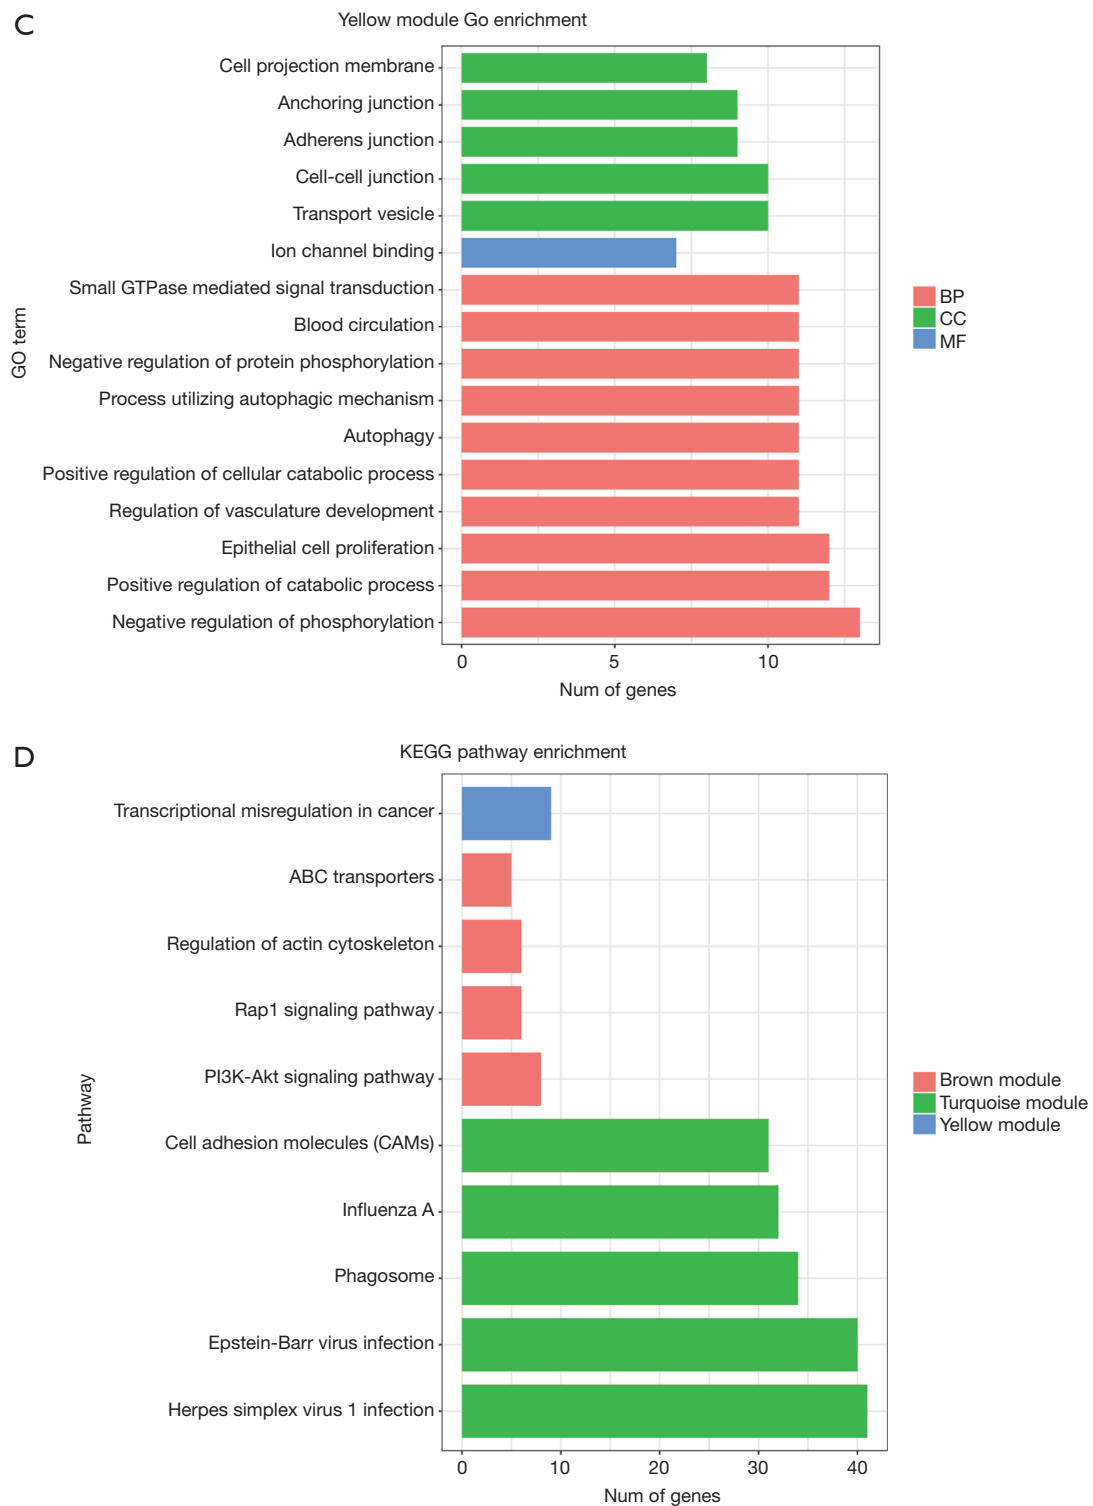 C
Yellow module Go enrichment
Cell projection membrane
Anchoring junction
Adherens junction
Cell-cell junction
Transport vesicle
Ion channel binding
Small GTPase mediated signal transduction
Blood circulation
Negative regulation of protein phosphorylation
Process utilizing autophagic mechanism
Autophagy
Positive regulation of cellular catabolic process
Regulation of vasculature development
Epithelial cell proliferation
Positive regulation of catabolic process
Negative regulation of phosphorylation
GO term
0 5 10
Num of genes
BP
CC
MF
D
KEGG pathway enrichment
Transcriptional misregulation in cancer
ABC transporters
Regulation of actin cytoskeleton
Rap1 signaling pathway
PI3K-Akt signaling pathway
Cell adhesion molecules (CAMs)
Influenza A
Phagosome
Epstein-Barr virus infection
Herpes simplex virus 1 infection
Pathway
0 10 20 30 40
Num of genes
Brown module
Turquoise module
Yellow module